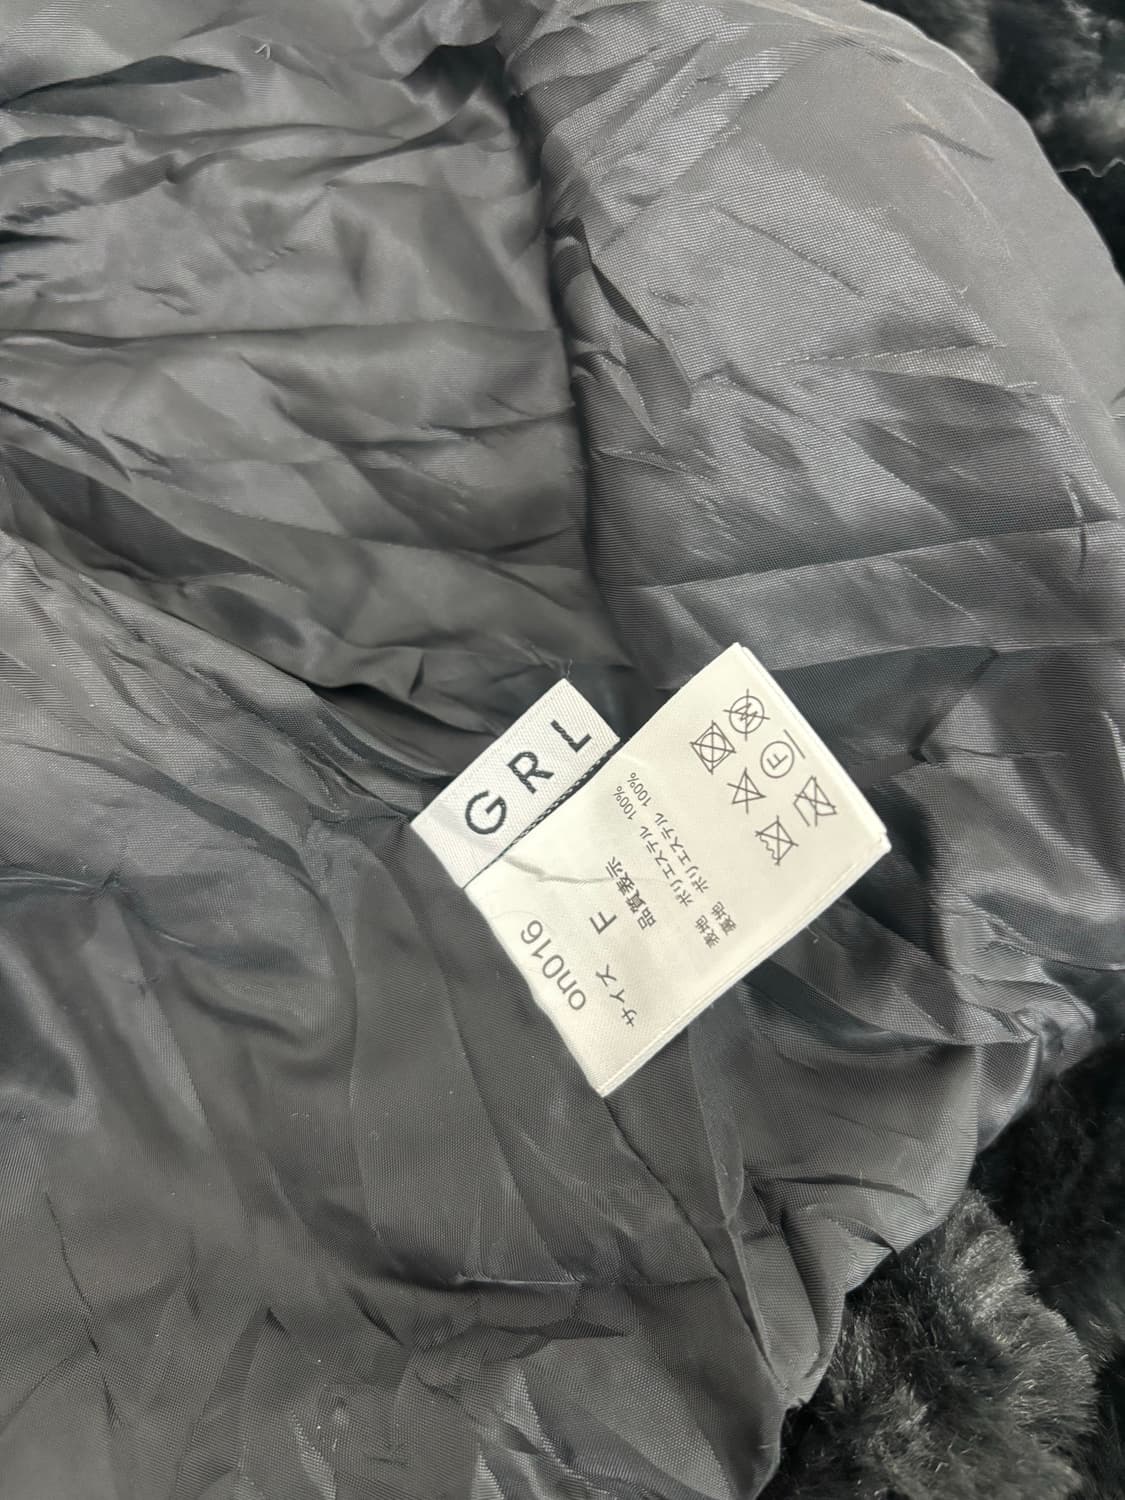 GRL
on016
サイズ F
品質表示
表地 ポリエステル 100%
裏地 ポリエステル 100%
F
W